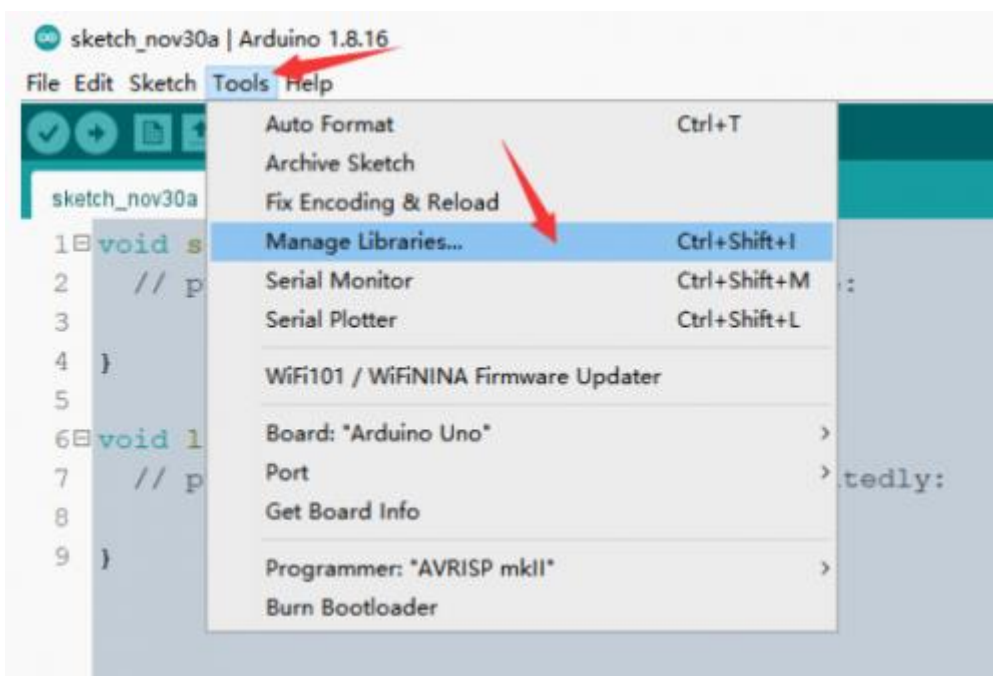 sketch_nov30a | Arduino 1.8.16
File Edit Sketch Tools Help
Auto Format Ctrl+T
Archive Sketch
sketch_nov30a
Fix Encoding & Reload
1 void s
Manage Libraries... Ctrl+Shift+I
2 // p
Serial Monitor Ctrl+Shift+M
:
3
Serial Plotter Ctrl+Shift+L
4 }
WiFi101 / WiFiNINA Firmware Updater
5
6 void l
Board: "Arduino Uno"
7 // p
Port
tedly:
8
Get Board Info
9 }
Programmer: "AVRISP mkII"
Burn Bootloader